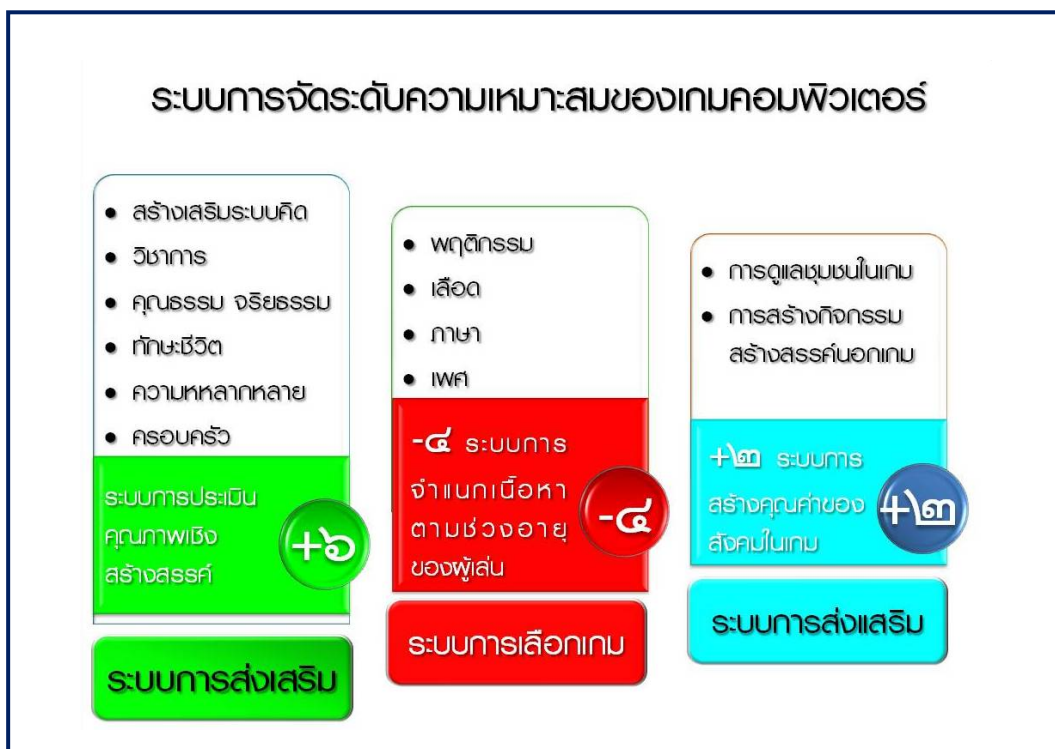 ระบบการจัดระดับความเหมาะสมของเกมคอมพิวเตอร์
• สร้างเสริมระบบคิด
• วิชาการ
• คุณธรรม จริยธรรม
• ทักษะชีวิต
• ความหหลากหลาย
• ครอบครัว
ระบบการประเมิน
คุณภาพเชิง
สร้างสรรค์
+๖
ระบบการส่งเสริม
• พฤติกรรม
• เลือด
• ภาษา
• เพศ
-๔ ระบบการ
จำแนกเนื้อหา
ตามช่วงอายุ
ของผู้เล่น
-๔
ระบบการเลือกเกม
• การดูแลชุมชนในเกม
• การสร้างกิจกรรม
สร้างสรรค์นอกเกม
+\๒ ระบบการ
สร้างคุณค่าของ
สังคมในเกม
+\๒
ระบบการส่งแสริม